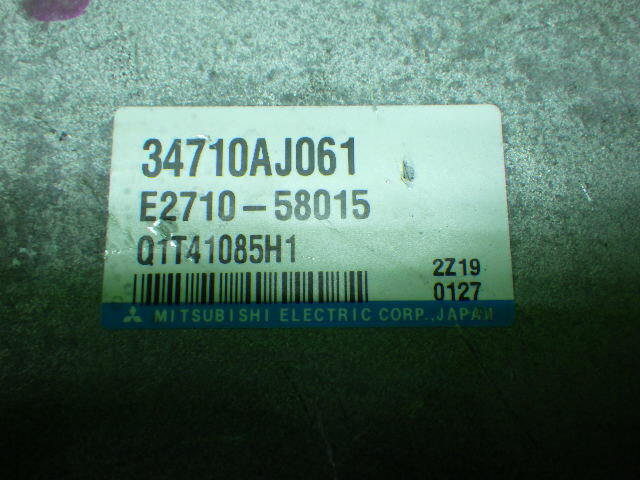 34710AJ061
E2710-58015
Q1T41085H1
2Z19
0127
MITSUBISHI ELECTRIC CORP.,JAPAN